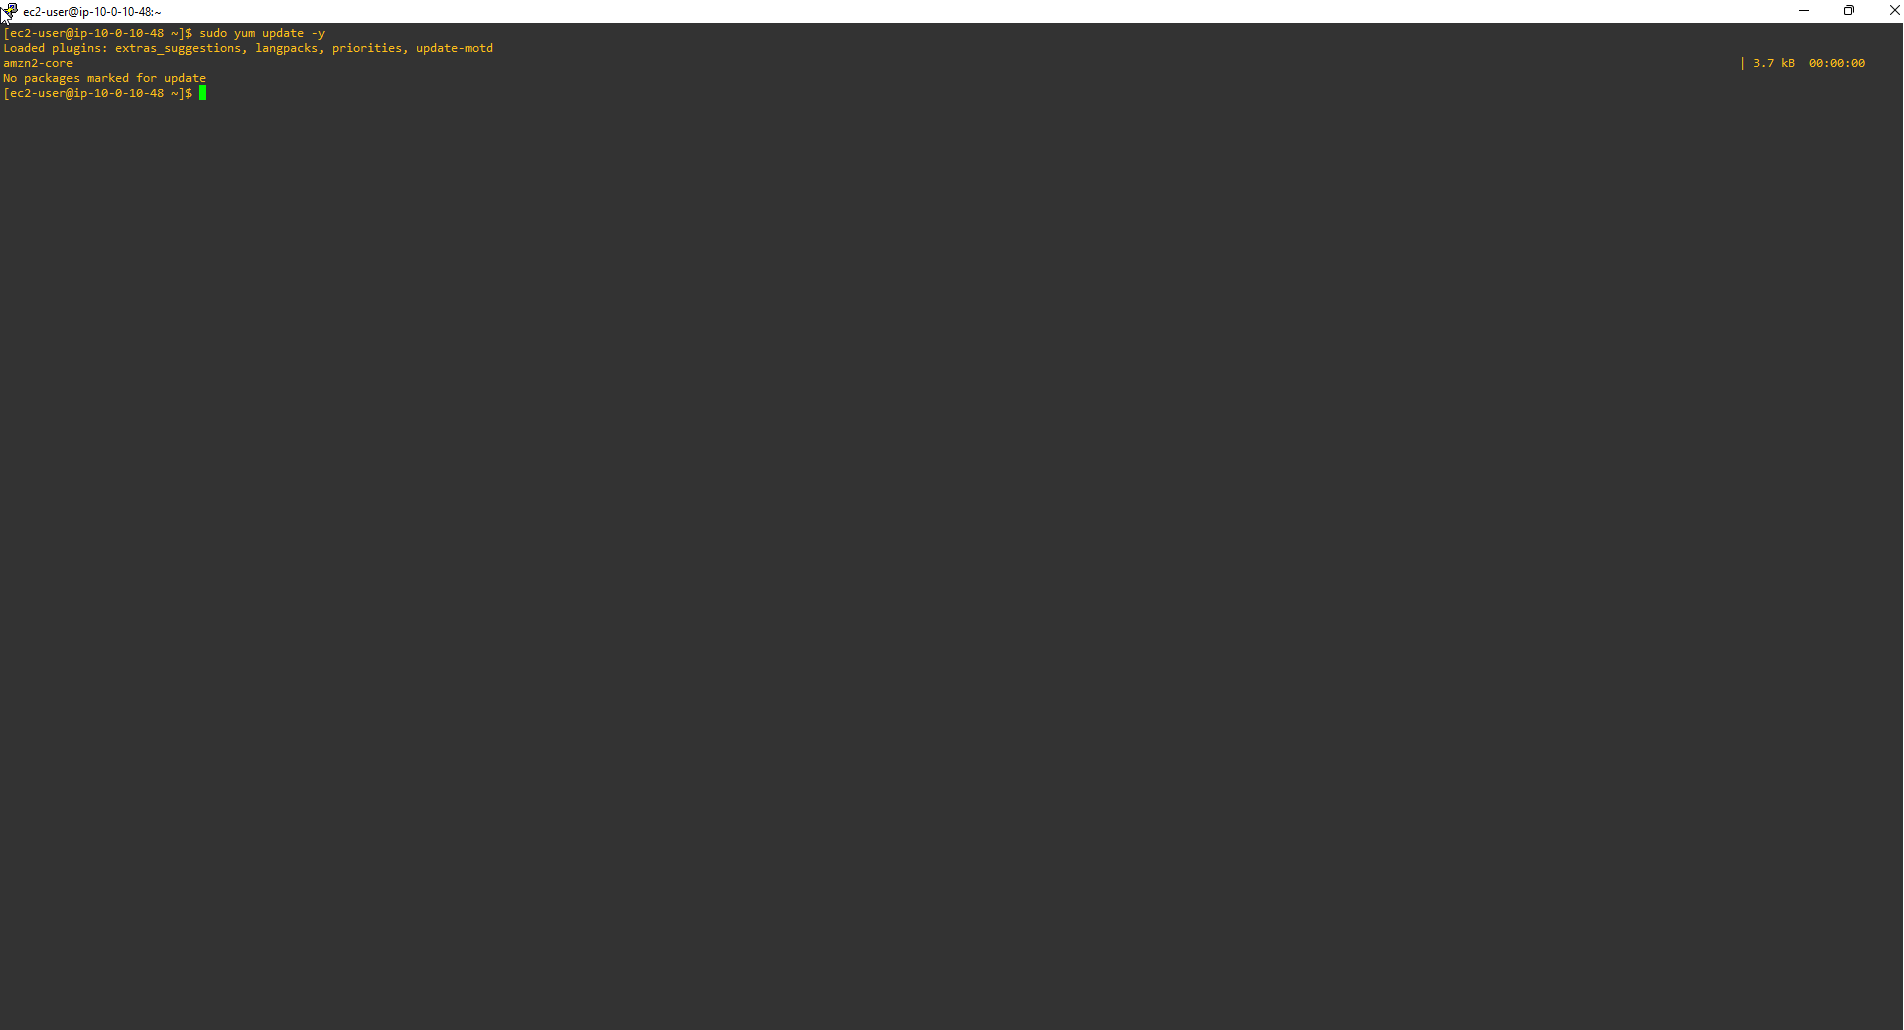 ec2-user@ip-10-0-10-48:~
[ec2-user@ip-10-0-10-48 ~]$ sudo yum update -y
Loaded plugins: extras_suggestions, langpacks, priorities, update-motd
amzn2-core | 3.7 kB 00:00:00
No packages marked for update
[ec2-user@ip-10-0-10-48 ~]$